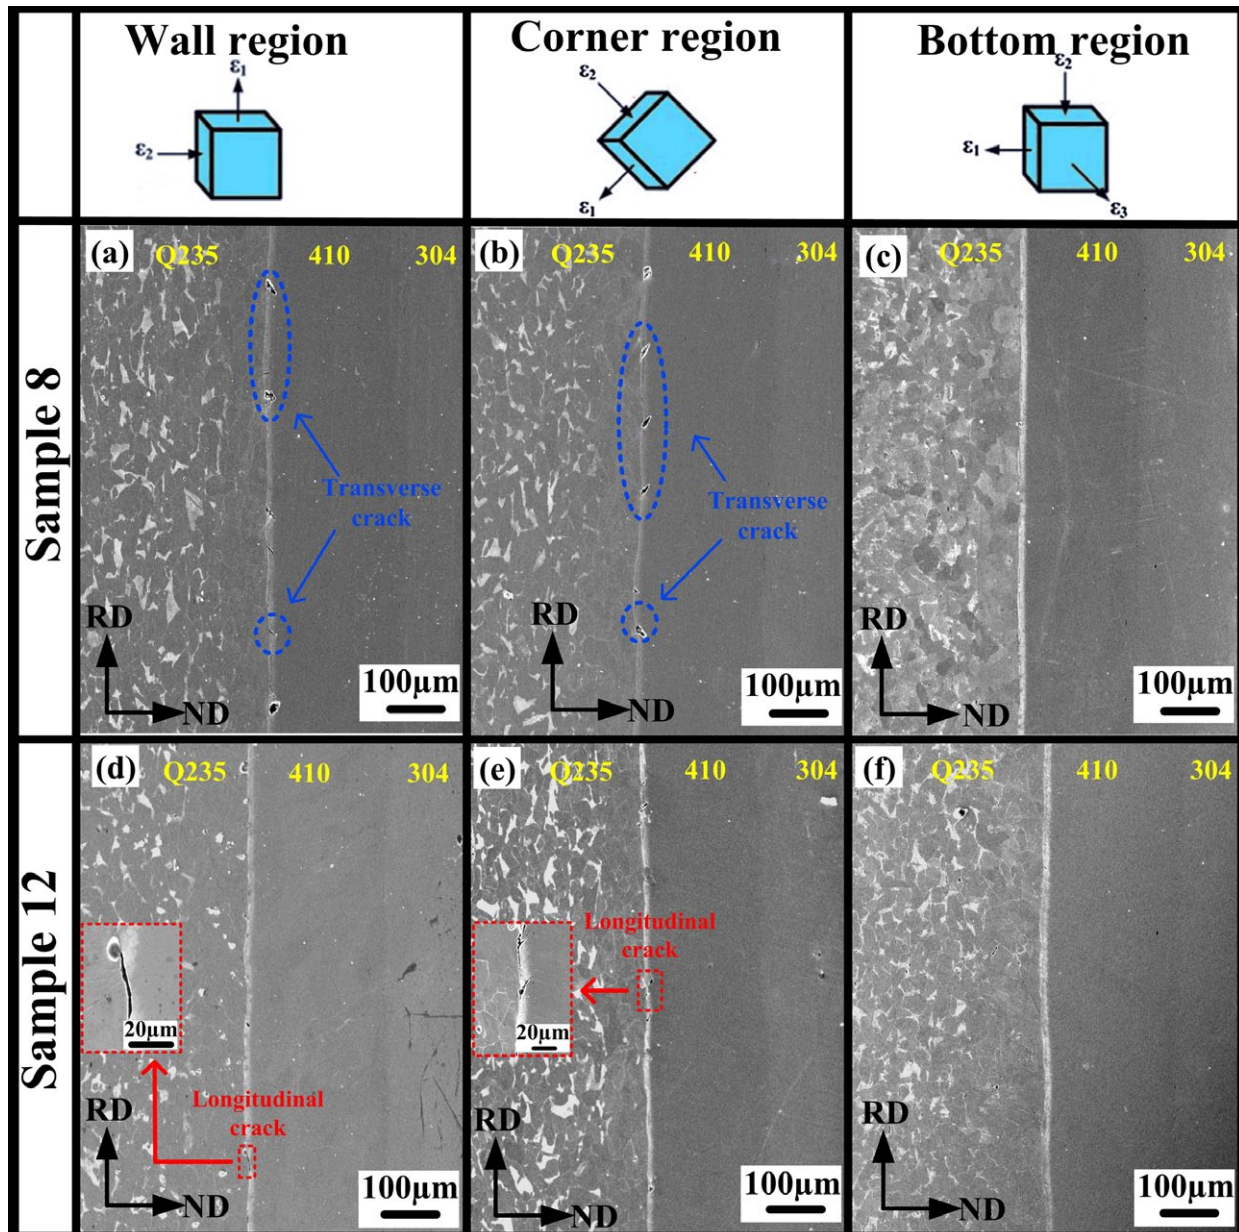 Wall region
Corner region
Bottom region
ε1
ε2
ε2
ε1
ε2
ε1
ε3
Sample 8
(a)
Q235 410 304
Transverse
crack
RD
ND
100μm
(b)
Q235 410 304
Transverse
crack
RD
ND
100μm
(c)
Q235 410 304
RD
ND
100μm
Sample 12
(d)
Q235 410 304
20μm
Longitudinal
crack
RD
ND
100μm
(e)
Q235 410 304
Longitudinal
crack
20μm
RD
ND
100μm
(f)
Q235 410 304
RD
ND
100μm